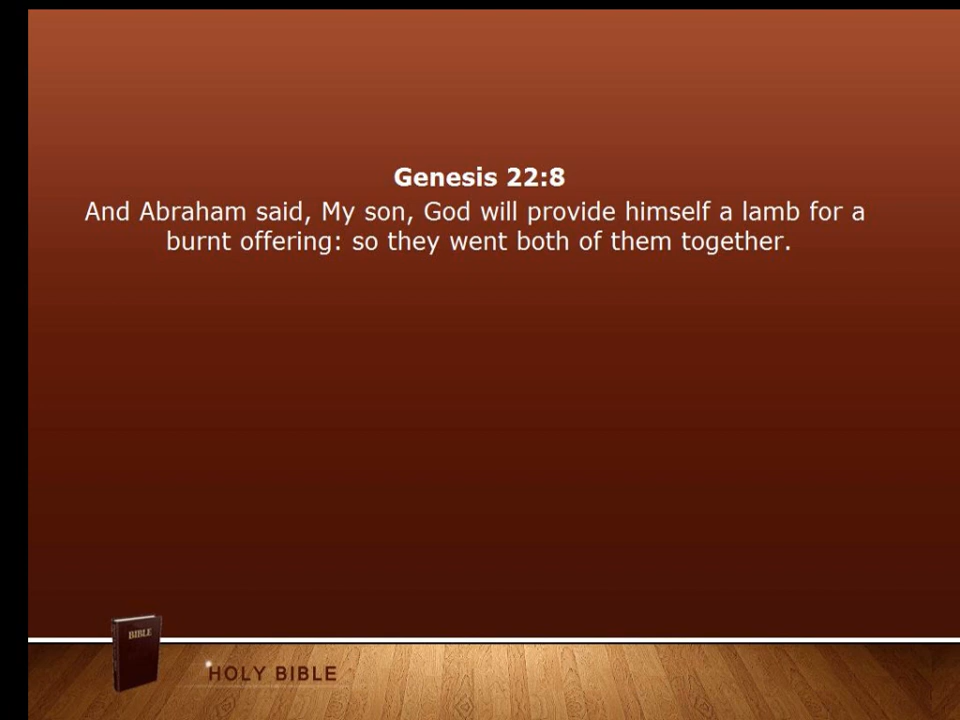 Genesis 22:8
And Abraham said, My son, God will provide himself a lamb for a
burnt offering: so they went both of them together.
BIBLE
HOLY BIBLE